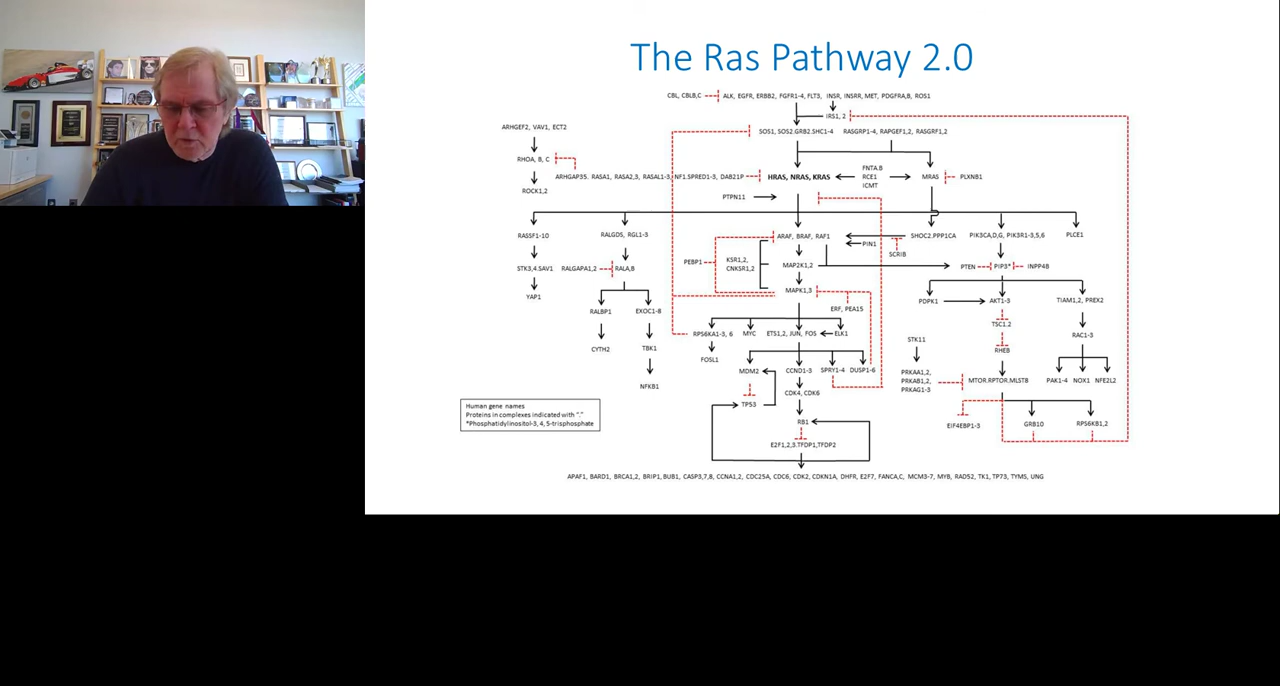 The Ras Pathway 2.0
CBL, CBLB,C
ALK, EGFR, ERBB2, FGFR1-4, FLT3, INSR, INSRR, MET, PDGFRA,B, ROS1
IRS1, 2
ARHGEF2, VAV1, ECT2
SOS1, SOS2.GRB2.SHC1-4
RASGRP1-4, RAPGEF1,2, RASGRF1,2
RHOA, B, C
ARHGAP35. RASA1, RASA2,3, RASAL1-3, NF1.SPRED1-3, DAB21P
HRAS, NRAS, KRAS
FNTA.B
RCE1
ICMT
MRAS
PLXNB1
ROCK1,2
PTPN11
RASSF1-10
RALGDS, RGL1-3
ARAF, BRAF, RAF1
PIN1
SHOC2.PPP1CA
SCRIB
PIK3CA,D,G, PIK3R1-3,5,6
PLCE1
STK3,4.SAV1
RALGAPA1,2
RALA,B
PEBP1
KSR1,2,
CNKSR1,2
MAP2K1,2
PTEN
PIP3*
INPP4B
YAP1
RALBP1
EXOC1-8
MAPK1,3
ERF, PEA15
PDPK1
AKT1-3
TIAM1,2, PREX2
TSC1,2
RPS6KA1-3, 6
MYC
ETS1,2, JUN, FOS
ELK1
STK11
RAC1-3
CYTH2
TBK1
FOSL1
RHEB
MDM2
CCND1-3
SPRY1-4
DUSP1-6
PRKAA1,2,
PRKAB1,2,
PRKAG1-3
MTOR.RPTOR.MLST8
PAK1-4
NOX1
NFE2L2
NFKB1
CDK4, CDK6
TP53
RB1
EIF4EBP1-3
GRB10
RPS6KB1,2
Human gene names
Proteins in complexes indicated with "."
*Phosphatidylinositol-3, 4, 5-trisphosphate
E2F1,2,3.TFDP1,TFDP2
APAF1, BARD1, BRCA1,2, BRIP1, BUB1, CASP3,7,8, CCNA1,2, CDC25A, CDC6, CDK2, CDKN1A, DHFR, E2F7, FANCA,C, MCM3-7, MYB, RAD52, TK1, TP73, TYMS, UNG